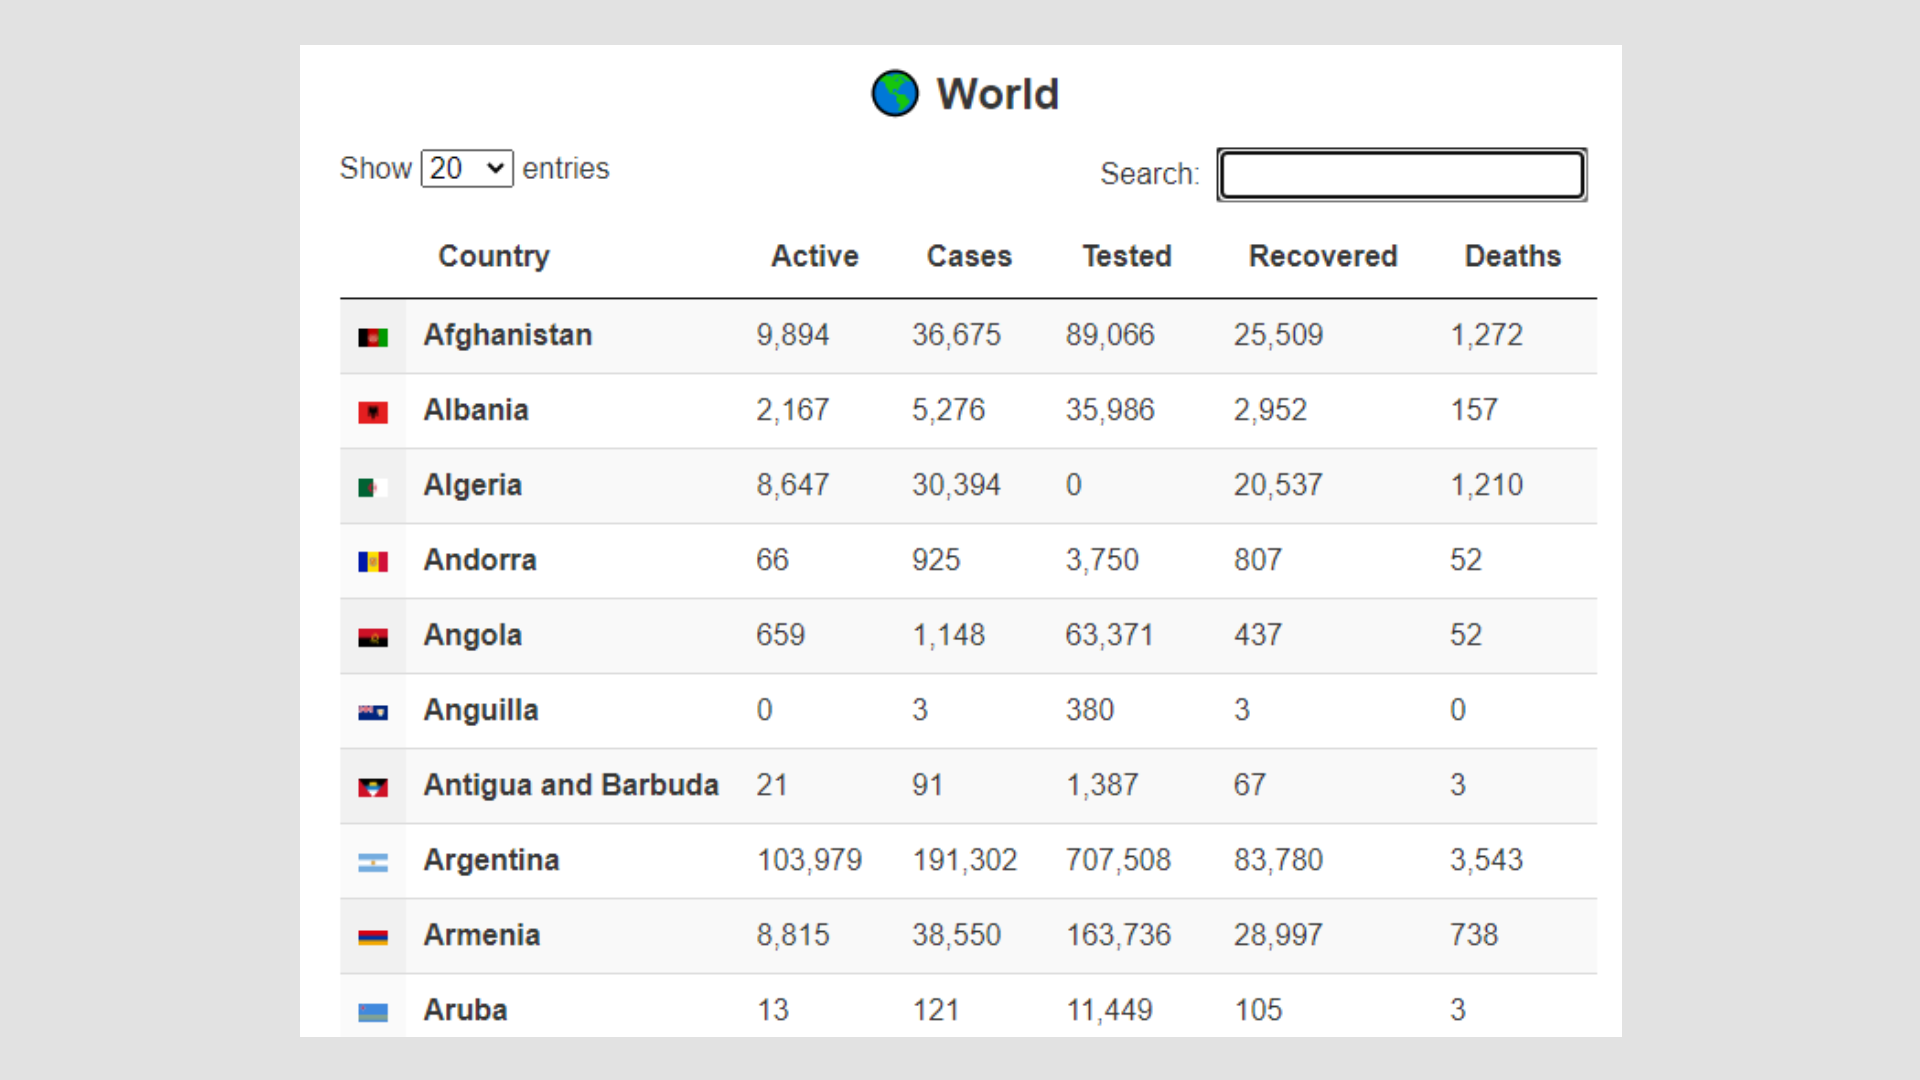 World
Show 20 entries
Search:
Country Active Cases Tested Recovered Deaths
Afghanistan 9,894 36,675 89,066 25,509 1,272
Albania 2,167 5,276 35,986 2,952 157
Algeria 8,647 30,394 0 20,537 1,210
Andorra 66 925 3,750 807 52
Angola 659 1,148 63,371 437 52
Anguilla 0 3 380 3 0
Antigua and Barbuda 21 91 1,387 67 3
Argentina 103,979 191,302 707,508 83,780 3,543
Armenia 8,815 38,550 163,736 28,997 738
Aruba 13 121 11,449 105 3